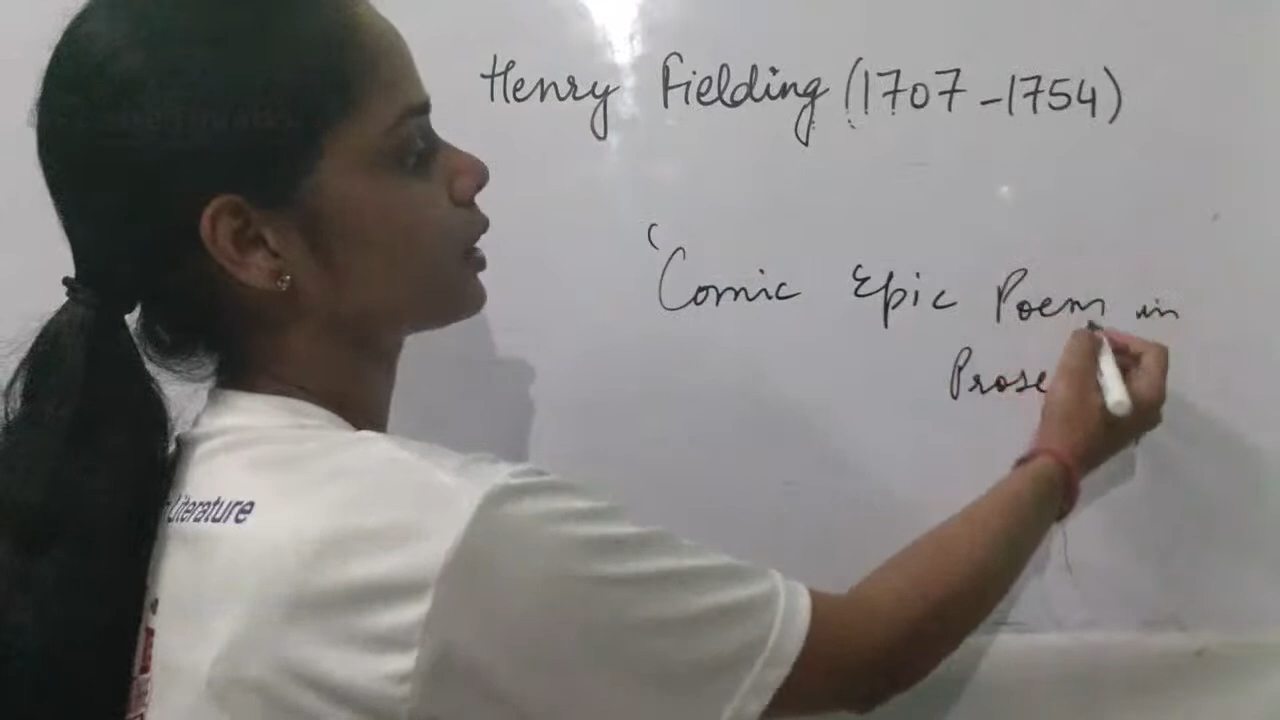 Henry Fielding (1707-1754)
'Comic Epic Poem in
Prose
Literature